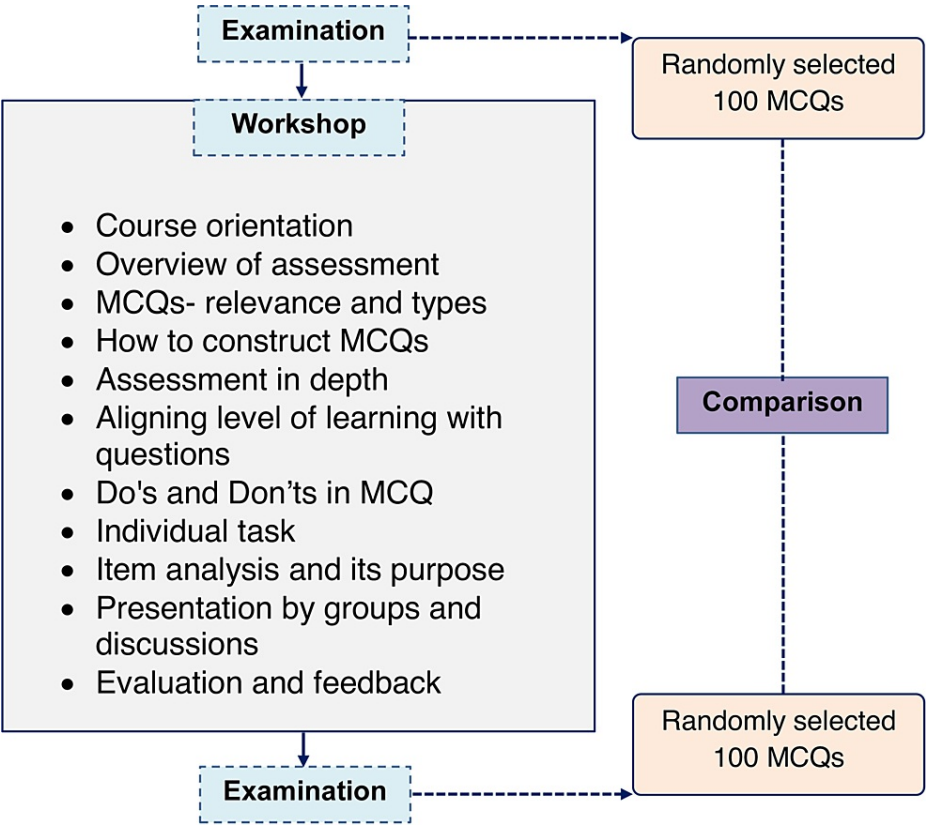 Examination
Randomly selected
100 MCQs
Workshop
• Course orientation
• Overview of assessment
• MCQs- relevance and types
• How to construct MCQs
• Assessment in depth
• Aligning level of learning with
questions
• Do's and Don’ts in MCQ
• Individual task
• Item analysis and its purpose
• Presentation by groups and
discussions
• Evaluation and feedback
Comparison
Randomly selected
100 MCQs
Examination